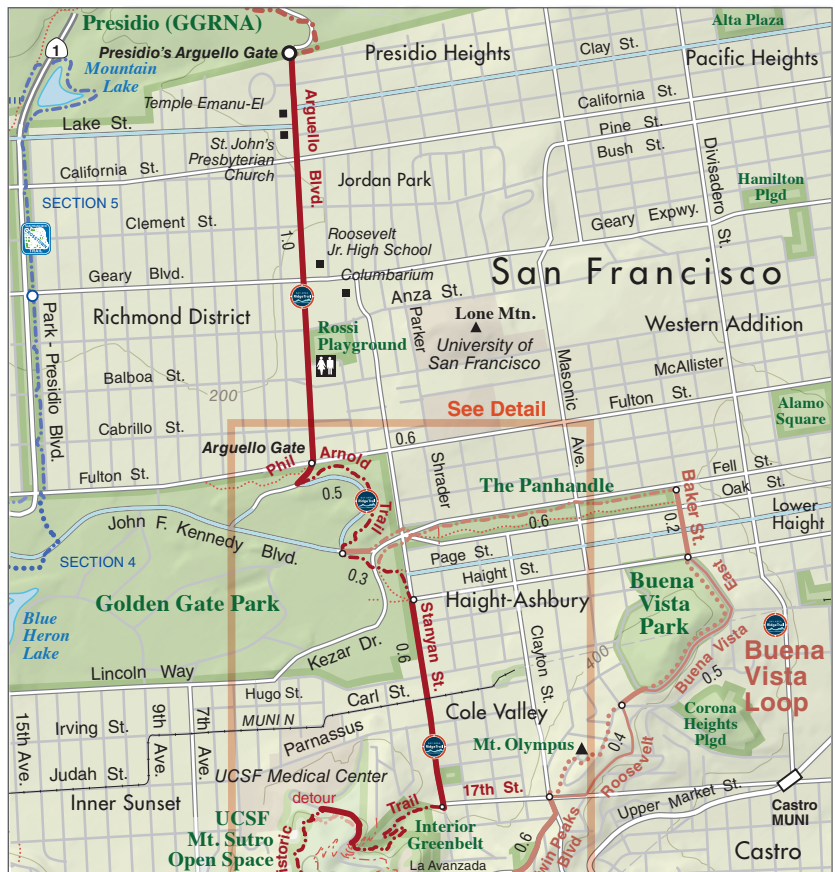 Presidio (GGRNA)
Alta Plaza
1
Presidio's Arguello Gate
Presidio Heights
Clay St.
Pacific Heights
Mountain
Lake
Temple Emanu-El
Arguello Blvd.
California St.
Lake St.
St. John's
Presbyterian
Church
Pine St.
Bush St.
Divisadero St.
California St.
Jordan Park
Hamilton
Plgd
SECTION 5
Clement St.
Geary Expwy.
1.0
Roosevelt
Jr. High School
Columbarium
San Francisco
Geary Blvd.
Anza St.
Park - Presidio Blvd.
Richmond District
Rossi
Playground
Parker
Lone Mtn.
University of
San Francisco
Western Addition
Masonic Ave.
McAllister
Balboa St.
200
Fulton St.
See Detail
Alamo
Square
Cabrillo St.
Arguello Gate
0.6
Fulton St.
Phil Arnold Trail
0.5
Shrader
The Panhandle
Fell St.
Oak St.
Baker St.
0.2
Lower
Haight
0.6
John F. Kennedy Blvd.
Page St.
Haight St.
SECTION 4
0.3
East
Golden Gate Park
Haight-Ashbury
Buena
Vista
Park
Blue
Heron
Lake
Stanyan St.
0.6
Kezar Dr.
Clayton St.
400
Buena Vista
0.5
Buena
Vista
Loop
Lincoln Way
Hugo St.
Carl St.
15th Ave.
9th Ave.
7th Ave.
Irving St.
MUNI N
Parnassus
Cole Valley
Corona
Heights
Plgd
Mt. Olympus
0.4
Roosevelt
Judah St.
UCSF Medical Center
17th St.
Upper Market St.
Inner Sunset
detour
Trail
Castro
MUNI
UCSF
Mt. Sutro
Open Space
istoric
Interior
Greenbelt
0.6
win Peaks
Blvd
Castro
La Avanzada